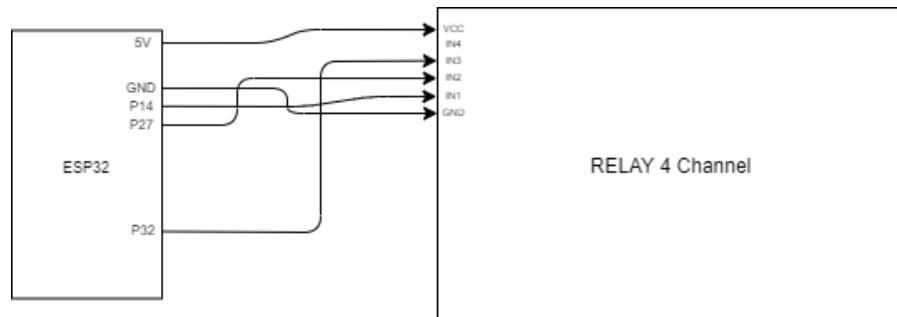 5V
GND
P14
P27
ESP32
P32
VCC
IN4
IN3
IN2
IN1
GND
RELAY 4 Channel